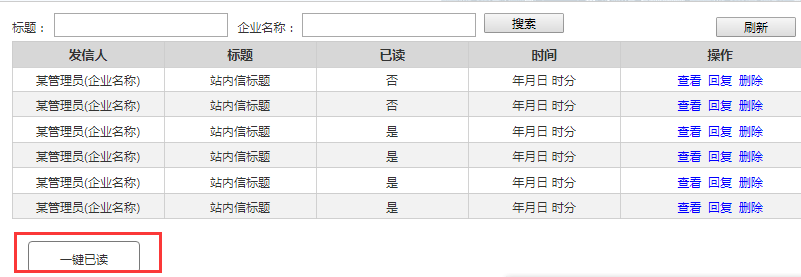 标题： 企业名称： 搜索 刷新
发信人 标题 已读 时间 操作
某管理员(企业名称) 站内信标题 否 年月日 时分 查看 回复 删除
某管理员(企业名称) 站内信标题 否 年月日 时分 查看 回复 删除
某管理员(企业名称) 站内信标题 是 年月日 时分 查看 回复 删除
某管理员(企业名称) 站内信标题 是 年月日 时分 查看 回复 删除
某管理员(企业名称) 站内信标题 是 年月日 时分 查看 回复 删除
某管理员(企业名称) 站内信标题 是 年月日 时分 查看 回复 删除
一键已读